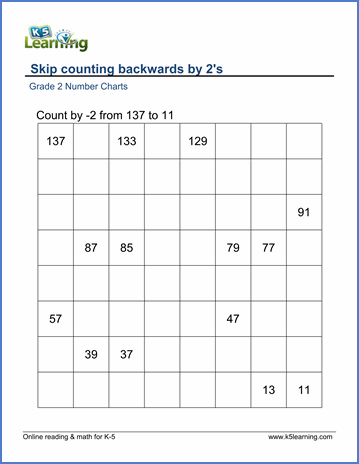 K5
Learning
Skip counting backwards by 2's
Grade 2 Number Charts
Count by -2 from 137 to 11
137 133 129
91
87 85 79 77
57 47
39 37
13 11
Online reading & math for K-5 www.k5learning.com